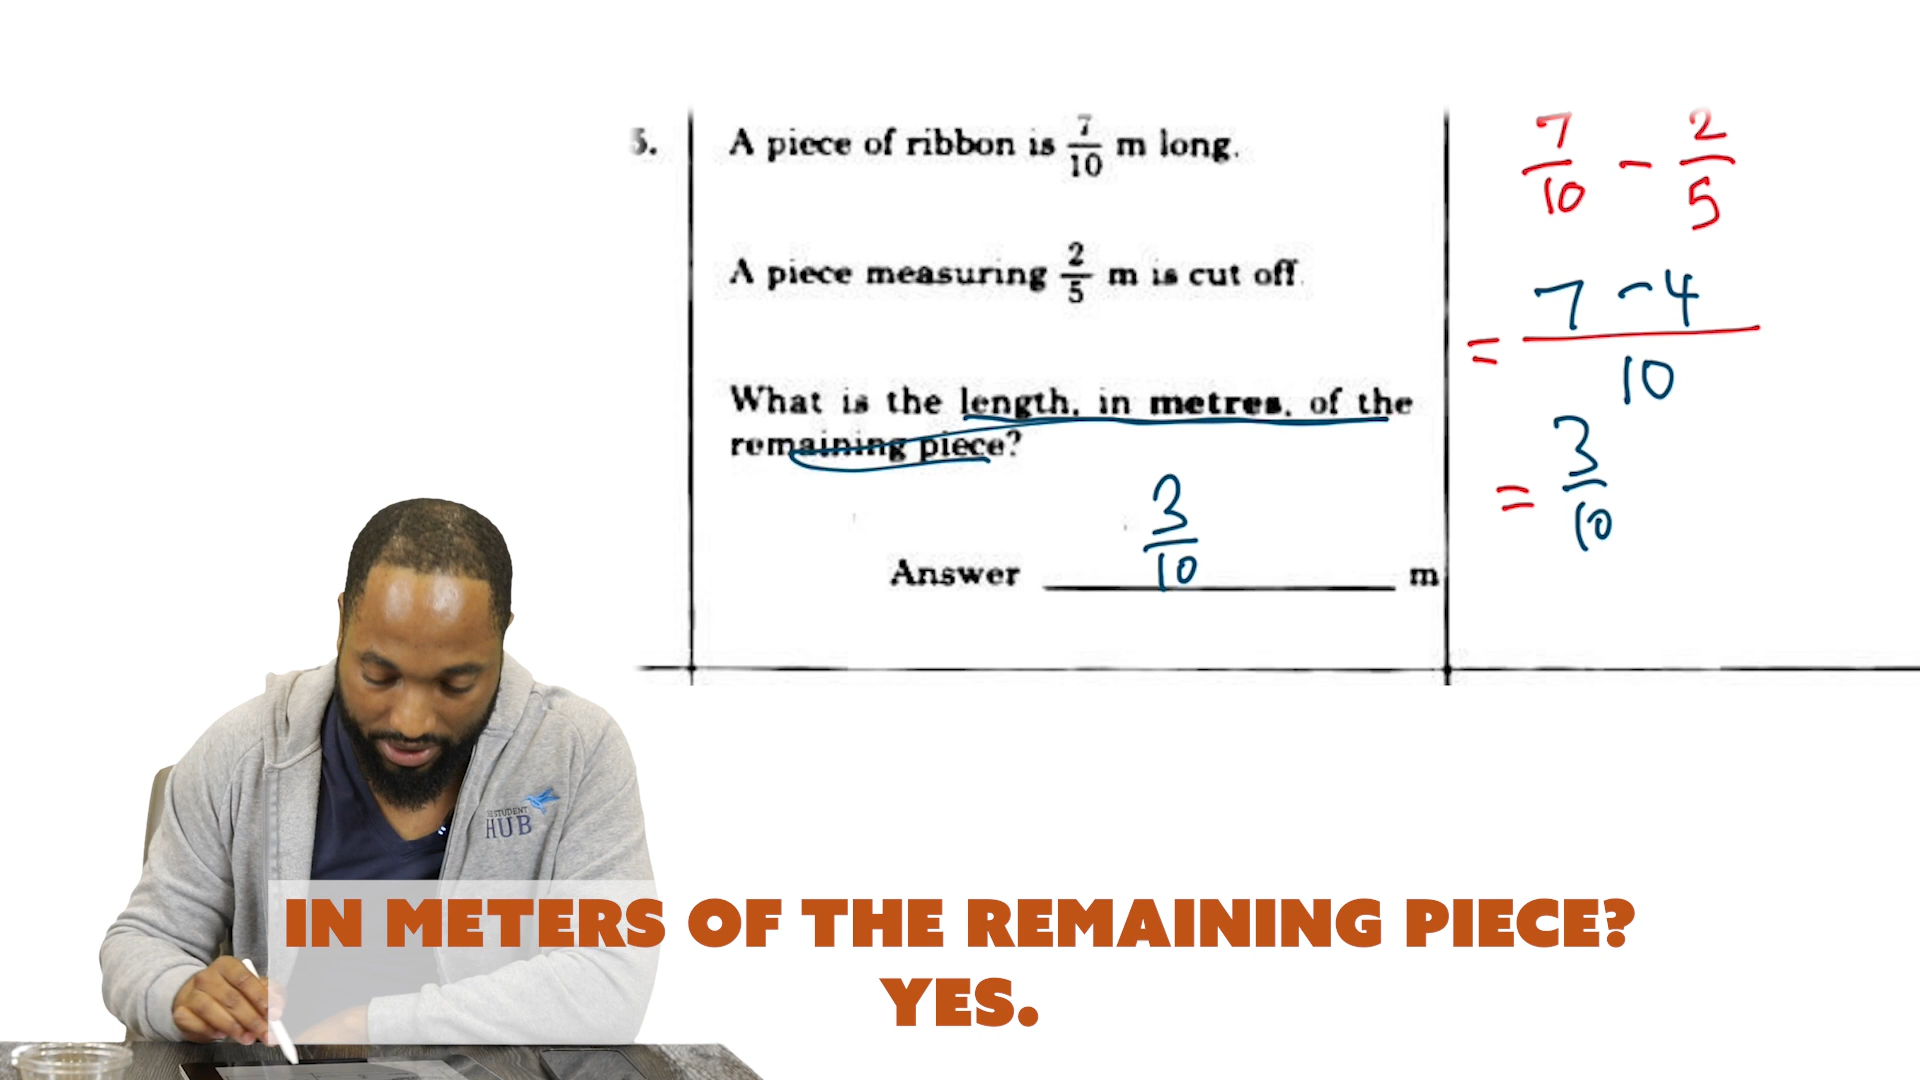 5.
A piece of ribbon is 7/10 m long.
A piece measuring 2/5 m is cut off.
What is the length, in metres, of the
remaining piece?
3/10
Answer ____________ m
7/10 - 2/5
= 7 - 4 / 10
= 3/10
STUDENT
HUB
IN METERS OF THE REMAINING PIECE?
YES.